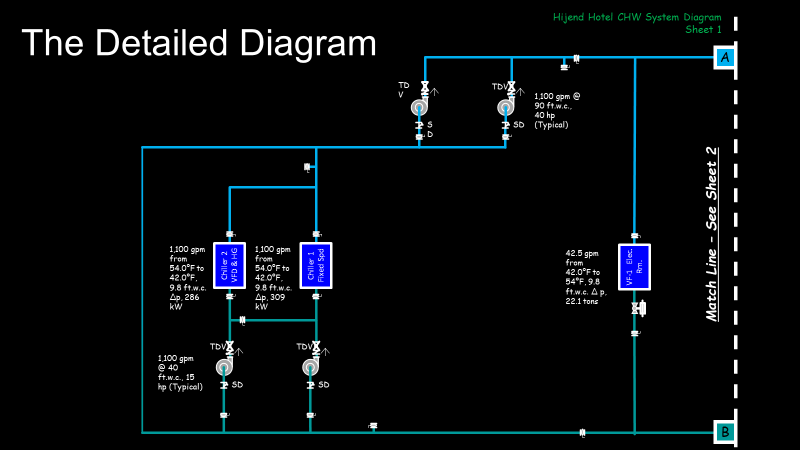 The Detailed Diagram
Hijend Hotel CHW System Diagram
Sheet 1
A
TD
V
TDV
1,100 gpm @
90 ft.w.c.,
40 hp
(Typical)
S
D
SD
Match Line - See Sheet 2
1,100 gpm
from
54.0°F to
42.0°F,
9.8 ft.w.c.
Δp, 286
kW
Chiller 2
VFD & HG
1,100 gpm
from
54.0°F to
42.0°F,
9.8 ft.w.c.
Δp, 309
kW
Chiller 1
Fixed Spd
42.5 gpm
from
42.0°F to
54°F, 9.8
ft.w.c. Δ p,
22.1 tons
VF-1 Elec.
Rm.
TDV
TDV
1,100 gpm
@ 40
ft.w.c., 15
hp (Typical)
SD
SD
B